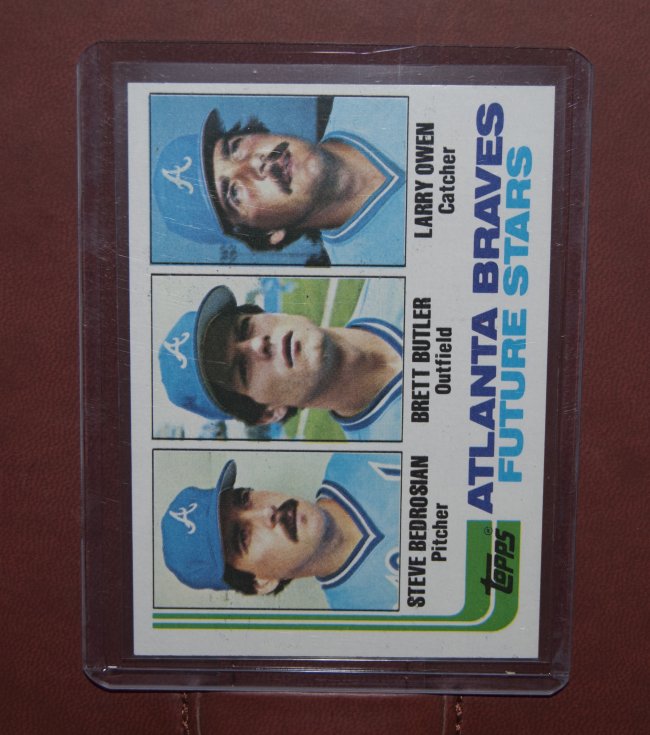 STEVE BEDROSIAN
Pitcher
BRETT BUTLER
Outfield
LARRY OWEN
Catcher
TOPPS®
ATLANTA BRAVES
FUTURE STARS
A
A
A